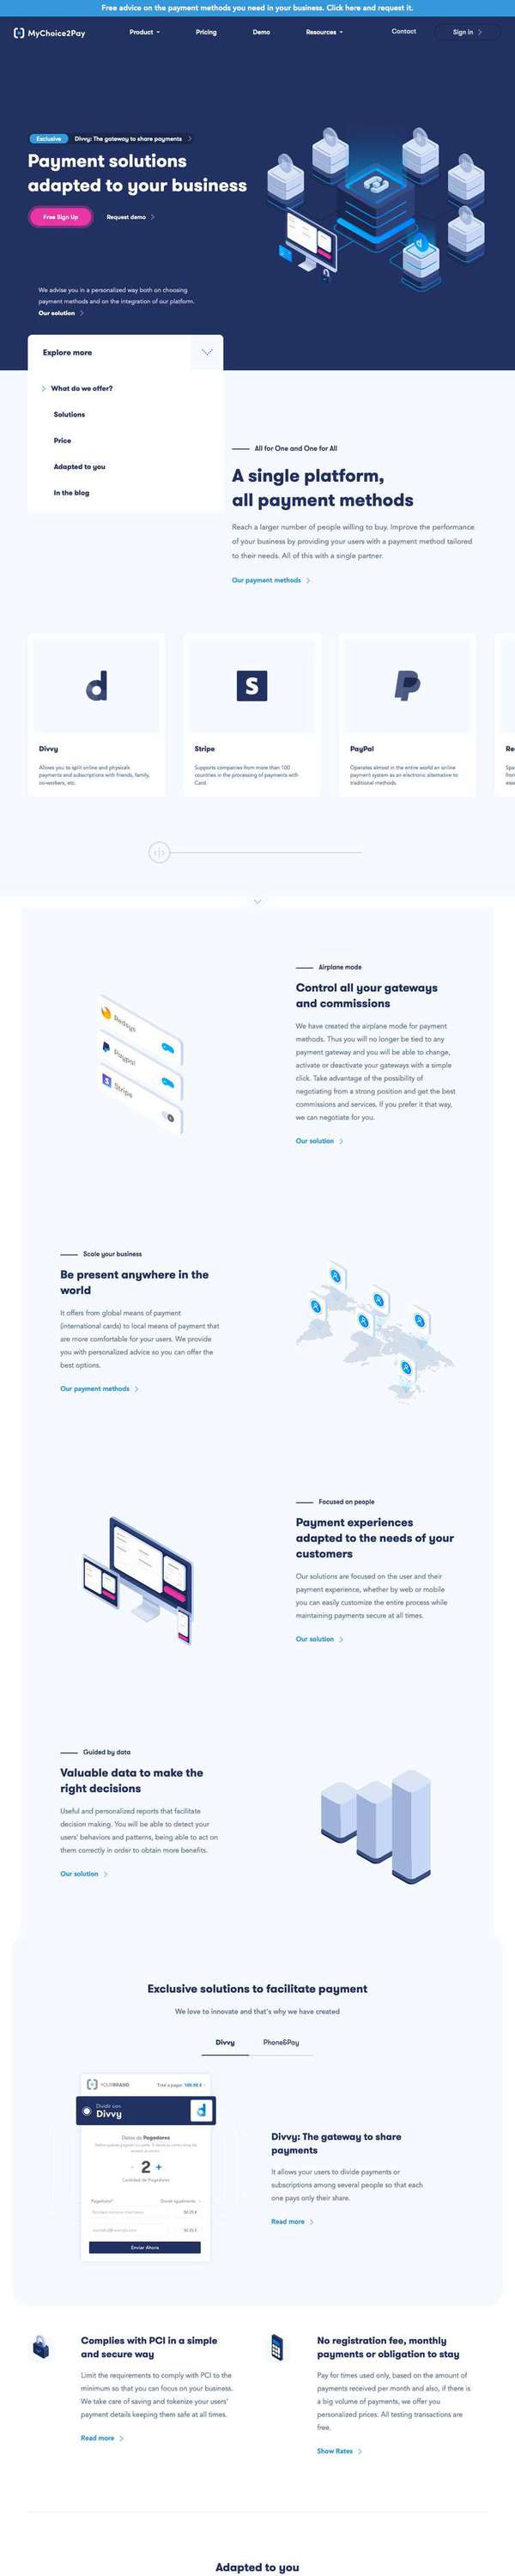 Free advice on the payment methods you need in your business. Click here and request it.
MyChoice2Pay
Product
Pricing
Demo
Resources
Contact
Sign in
Exclusive
Divvy: The gateway to share payments
Payment solutions
adapted to your business
Free Sign Up
Request demo
We advise you in a personalized way both on choosing
payment methods and on the integration of our platform.
Our solution
Explore more
What do we offer?
Solutions
Price
Adapted to you
In the blog
All for One and One for All
A single platform,
all payment methods
Reach a larger number of people willing to buy. Improve the performance
of your business by providing your users with a payment method tailored
to their needs. All of this with a single partner.
Our payment methods
Divvy
Allows you to split online and physicals
payments and subscriptions with friends, family,
co-workers, etc.
S
Stripe
Supports companies from more than 100
countries in the processing of payments with
Card.
PayPal
Operates almost in the entire world an online
payment system as an electronic alternative to
traditional methods.
Re
Airplane mode
Control all your gateways
and commissions
We have created the airplane mode for payment
methods. Thus you will no longer be tied to any
payment gateway and you will be able to change,
activate or deactivate your gateways with a simple
click. Take advantage of the possibility of
negotiating from a strong position and get the best
commissions and services. If you prefer it that way,
we can negotiate for you.
Our solution
Redsys
Paypal
Stripe
Scale your business
Be present anywhere in the
world
It offers from global means of payment
(international cards) to local means of payment that
are more comfortable for your users. We provide
you with personalized advice so you can offer the
best options.
Our payment methods
Focused on people
Payment experiences
adapted to the needs of your
customers
Our solutions are focused on the user and their
payment experience, whether by web or mobile
you can easily customize the entire process while
maintaining payments secure at all times.
Our solution
Guided by data
Valuable data to make the
right decisions
Useful and personalized reports that facilitate
decision making. You will be able to detect your
users' behaviors and patterns, being able to act on
them correctly in order to obtain more benefits.
Our solution
Exclusive solutions to facilitate payment
We love to innovate and that's why we have created
Divvy
Phone&Pay
YOURBRAND
Total a pagar:
Dividir con
Divvy
Datos de Pagadores
- 2 +
Cantidad de Pagadores
Enviar Ahora
Divvy: The gateway to share
payments
It allows your users to divide payments or
subscriptions among several people so that each
one pays only their share.
Read more
Complies with PCI in a simple
and secure way
Limit the requirements to comply with PCI to the
minimum so that you can focus on your business.
We take care of saving and tokenize your users'
payment details keeping them safe at all times.
Read more
No registration fee, monthly
payments or obligation to stay
Pay for times used only, based on the amount of
payments received per month and also, if there is
a big volume of payments, we offer you
personalized prices. All testing transactions are
free.
Show Rates
Adapted to you